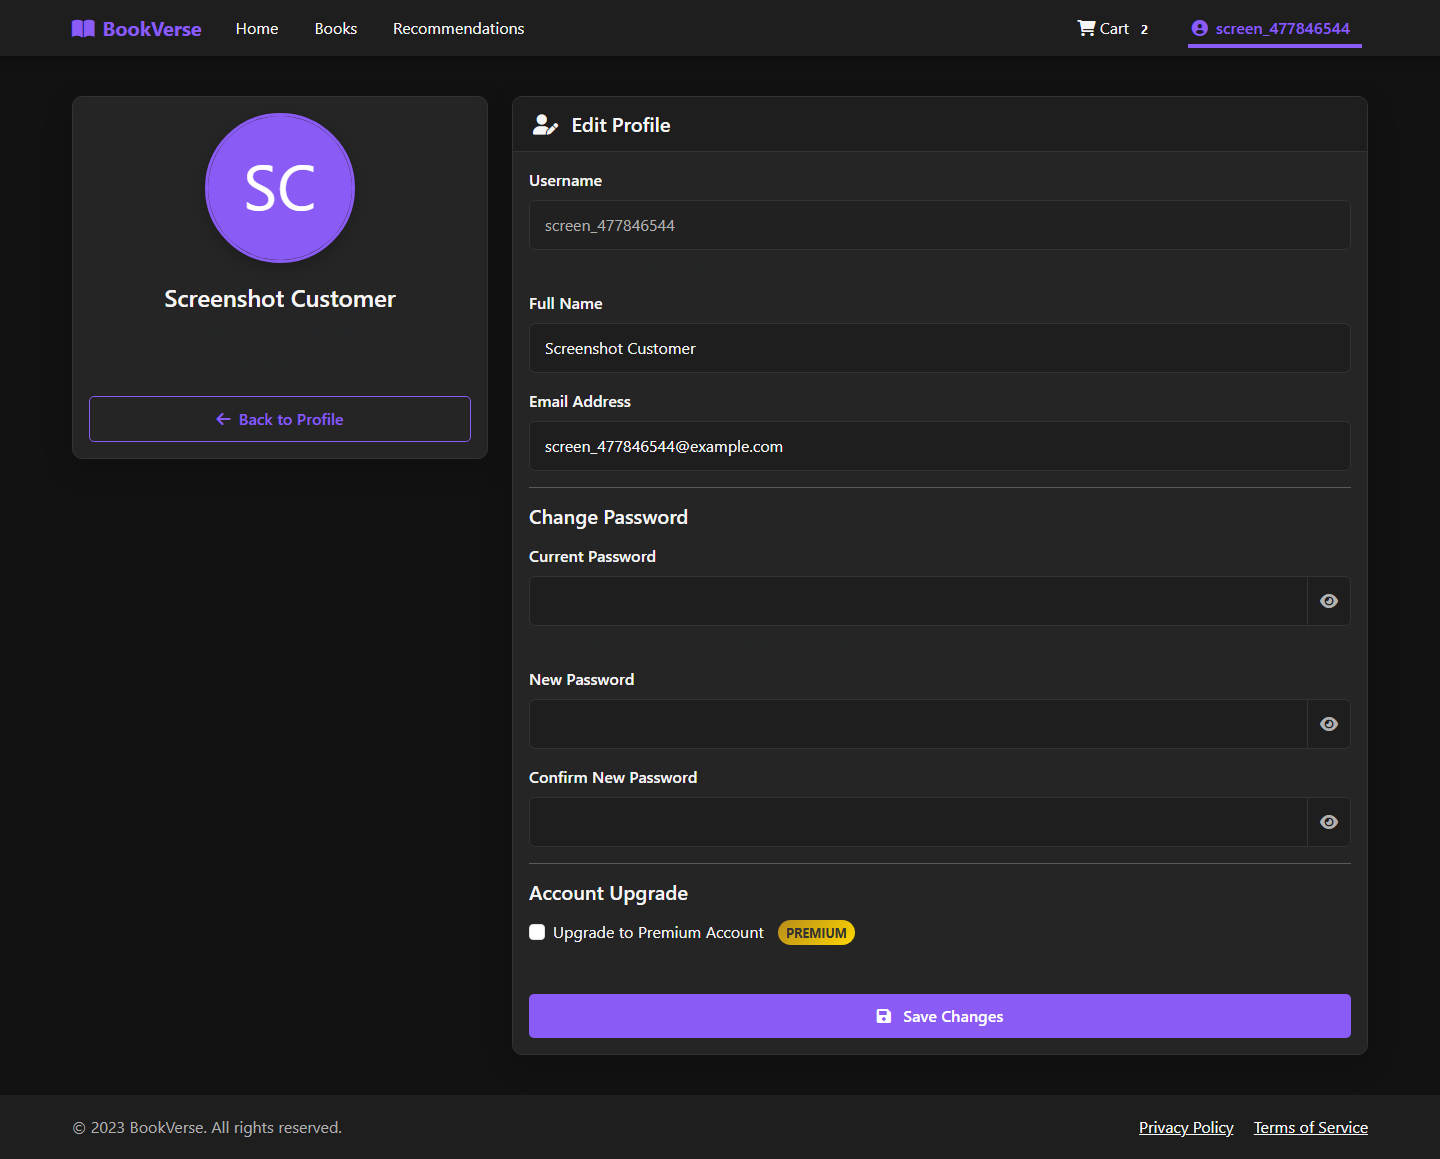 BookVerse Home Books Recommendations Cart 2 screen_477846544
SC
Screenshot Customer
Back to Profile
Edit Profile
Username
screen_477846544
Full Name
Screenshot Customer
Email Address
screen_477846544@example.com
Change Password
Current Password
New Password
Confirm New Password
Account Upgrade
Upgrade to Premium Account PREMIUM
Save Changes
© 2023 BookVerse. All rights reserved. Privacy Policy Terms of Service